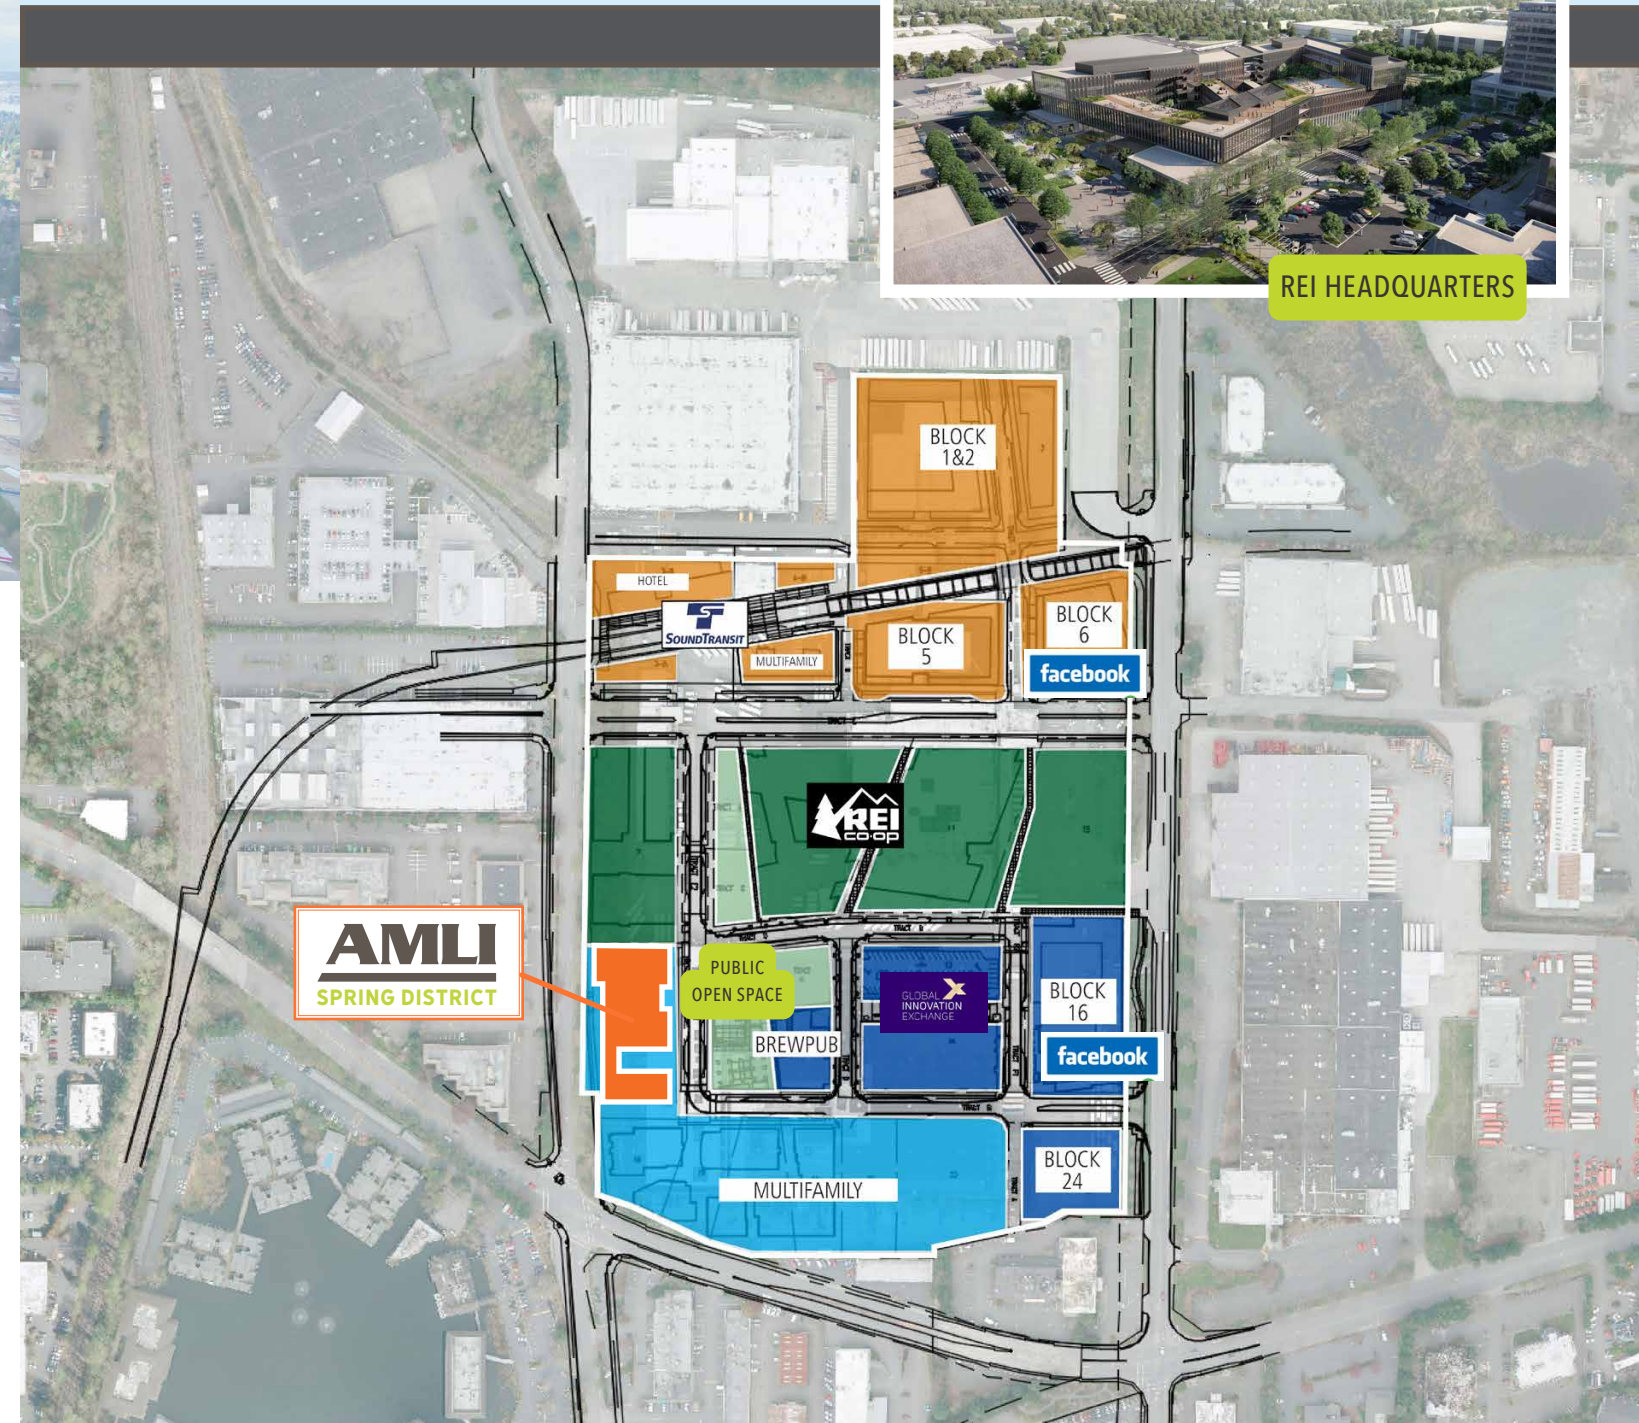 REI HEADQUARTERS
BLOCK
1&2
HOTEL
SOUNDTRANSIT
MULTIFAMILY
BLOCK
5
BLOCK
6
facebook
REI
co·op
AMLI
SPRING DISTRICT
PUBLIC
OPEN SPACE
BREWPUB
GLOBAL
INNOVATION
EXCHANGE
BLOCK
16
facebook
MULTIFAMILY
BLOCK
24